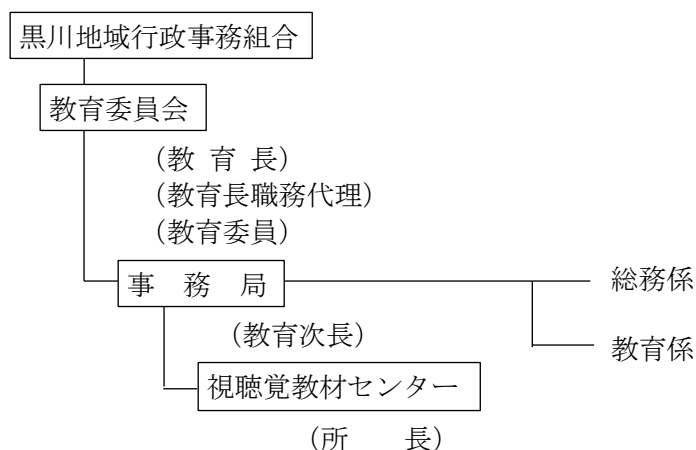 黒川地域行政事務組合
教育委員会
（教 育 長）
（教育長職務代理）
（教育委員）
事　務　局
総務係
（教育次長）
教育係
視聴覚教材センター
（所　　長）